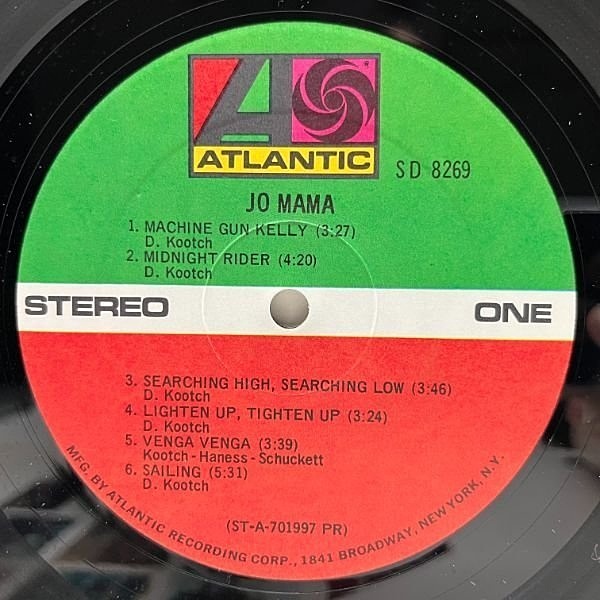 ATLANTIC
SD 8269
JO MAMA
1. MACHINE GUN KELLY (3:27)
D. Kootch
2. MIDNIGHT RIDER (4:20)
D. Kootch
STEREO ONE
3. SEARCHING HIGH, SEARCHING LOW (3:46)
D. Kootch
4. LIGHTEN UP, TIGHTEN UP (3:24)
D. Kootch
5. VENGA VENGA (3:39)
Kootch-Haness-Schuckett
6. SAILING (5:31)
D. Kootch
(ST-A-701997 PR)
MFG. BY ATLANTIC RECORDING CORP., 1841 BROADWAY, NEW YORK, N.Y.